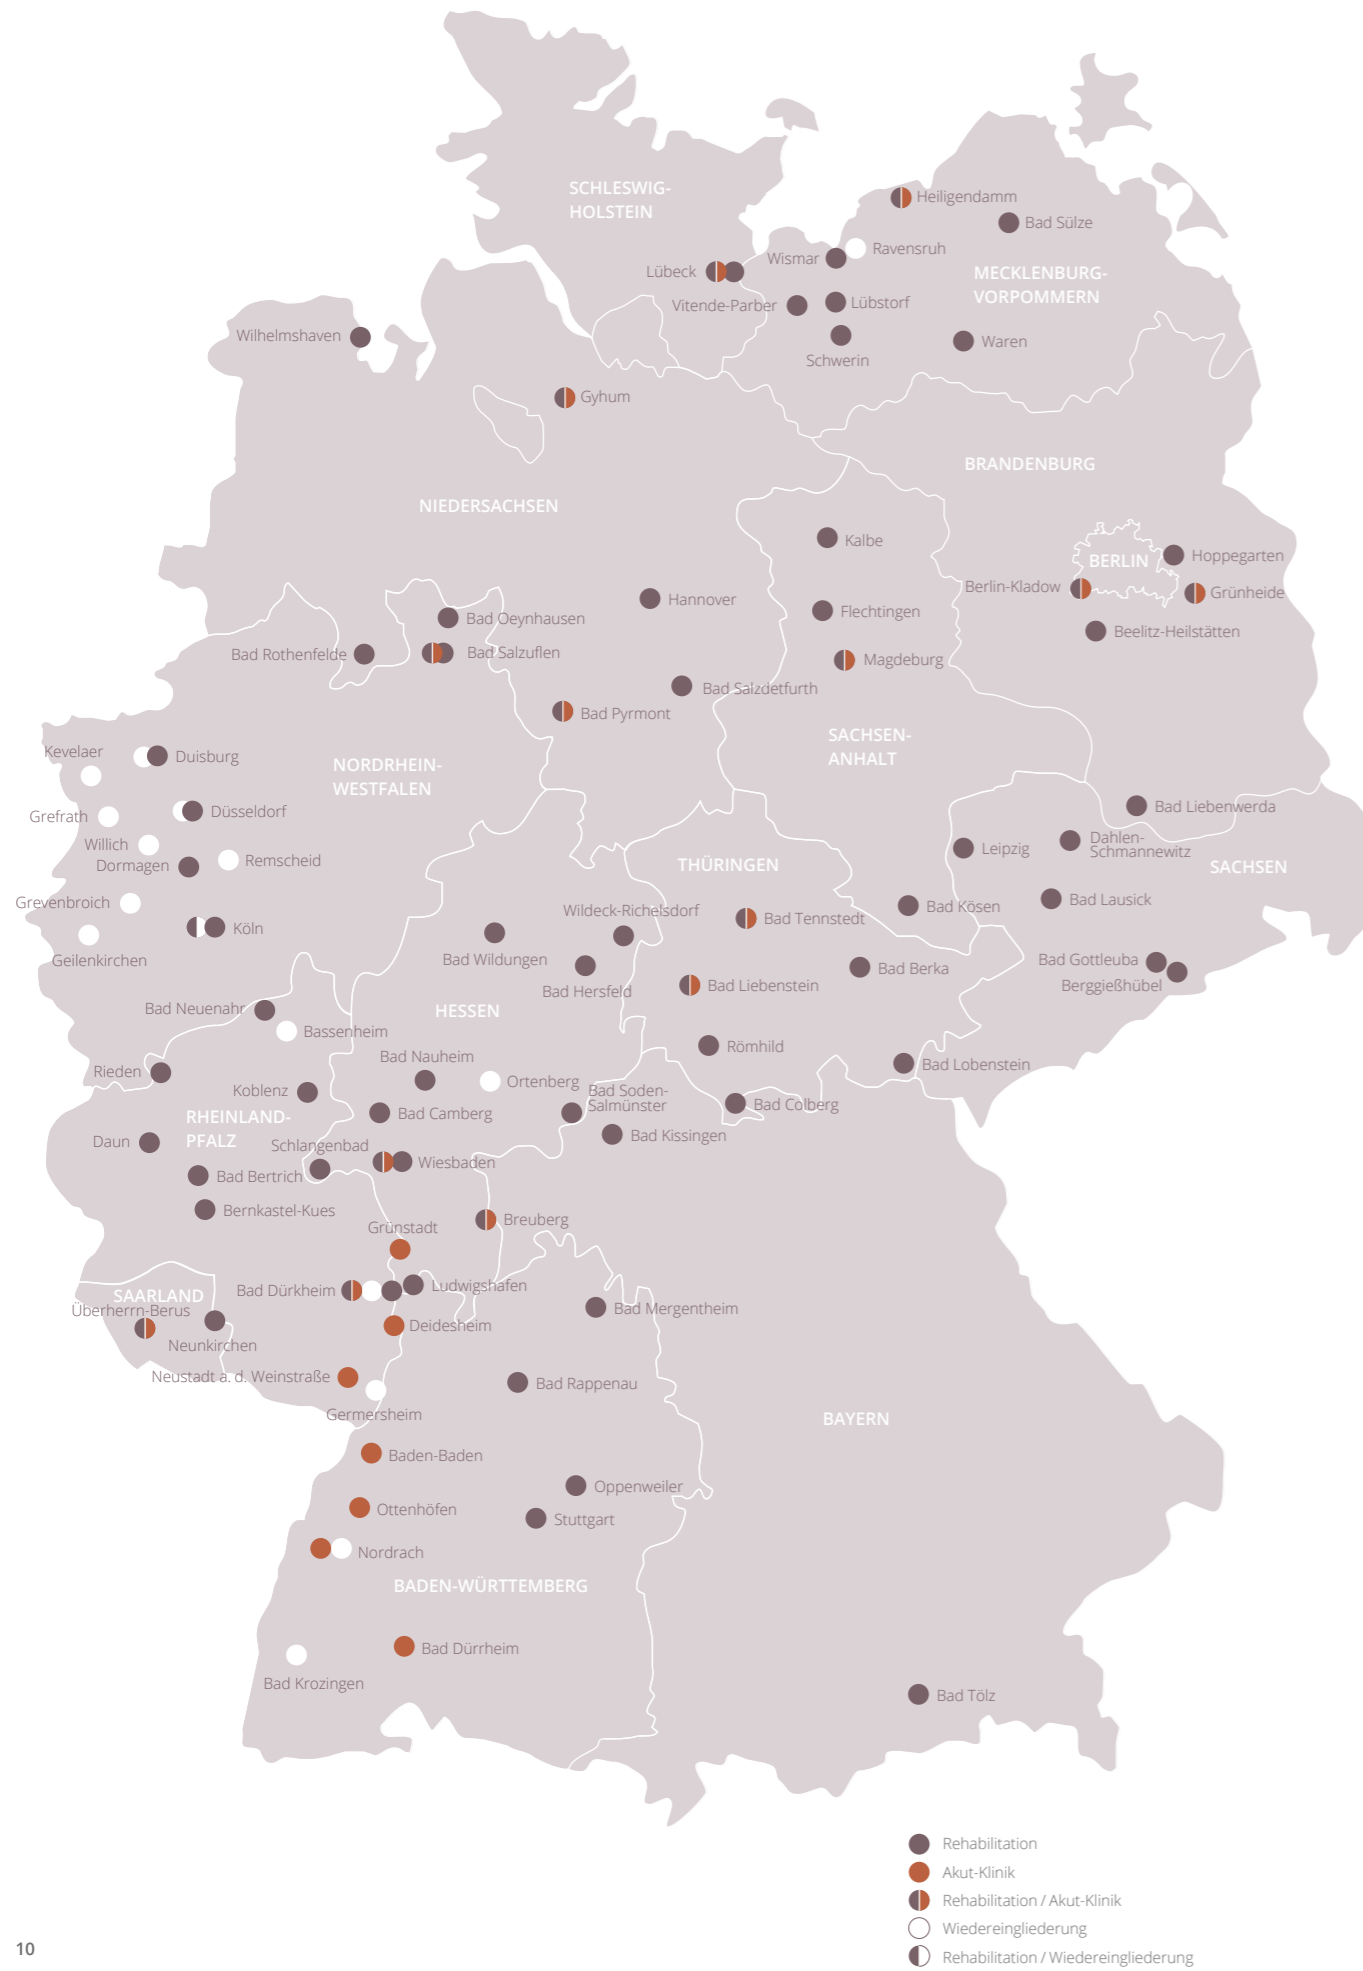 SCHLESWIG-
HOLSTEIN
Heiligendamm
Bad Sülze
Ravensruh
Wismar
Lübeck
MECKLENBURG-
VORPOMMERN
Vitende-Parber
Lübstorf
Wilhelmshaven
Schwerin
Waren
Gyhum
BRANDENBURG
NIEDERSACHSEN
Kalbe
BERLIN
Hoppegarten
Berlin-Kladow
Grünheide
Hannover
Flechtingen
Bad Oeynhausen
Beelitz-Heilstätten
Bad Rothenfelde
Bad Salzuflen
Magdeburg
Bad Salzdetfurth
Bad Pyrmont
SACHSEN-
ANHALT
Kevelaer
Duisburg
NORDRHEIN-
WESTFALEN
Bad Liebenwerda
Grefrath
Düsseldorf
Willich
Dormagen
Remscheid
Leipzig
Dahlen-
Schmannewitz
THÜRINGEN
SACHSEN
Grevenbroich
Wildeck-Richelsdorf
Bad Tennstedt
Bad Kösen
Bad Lausick
Köln
Geilenkirchen
Bad Wildungen
Bad Hersfeld
Bad Berka
Bad Gottleuba
Berggießhübel
Bad Liebenstein
Bad Neuenahr
HESSEN
Bassenheim
Römhild
Bad Nauheim
Bad Lobenstein
Rieden
Ortenberg
Koblenz
Bad Soden-
Salmünster
Bad Colberg
RHEINLAND-
PFALZ
Bad Camberg
Bad Kissingen
Daun
Schlangenbad
Wiesbaden
Bad Bertrich
Bernkastel-Kues
Breuberg
Grünstadt
SAARLAND
Bad Dürkheim
Ludwigshafen
Überherrn-Berus
Bad Mergentheim
Deidesheim
Neunkirchen
Neustadt a. d. Weinstraße
Bad Rappenau
Germersheim
BAYERN
Baden-Baden
Oppenweiler
Ottenhöfen
Stuttgart
Nordrach
BADEN-WÜRTTEMBERG
Bad Dürrheim
Bad Krozingen
Bad Tölz
Rehabilitation
Akut-Klinik
Rehabilitation / Akut-Klinik
Wiedereingliederung
Rehabilitation / Wiedereingliederung
10